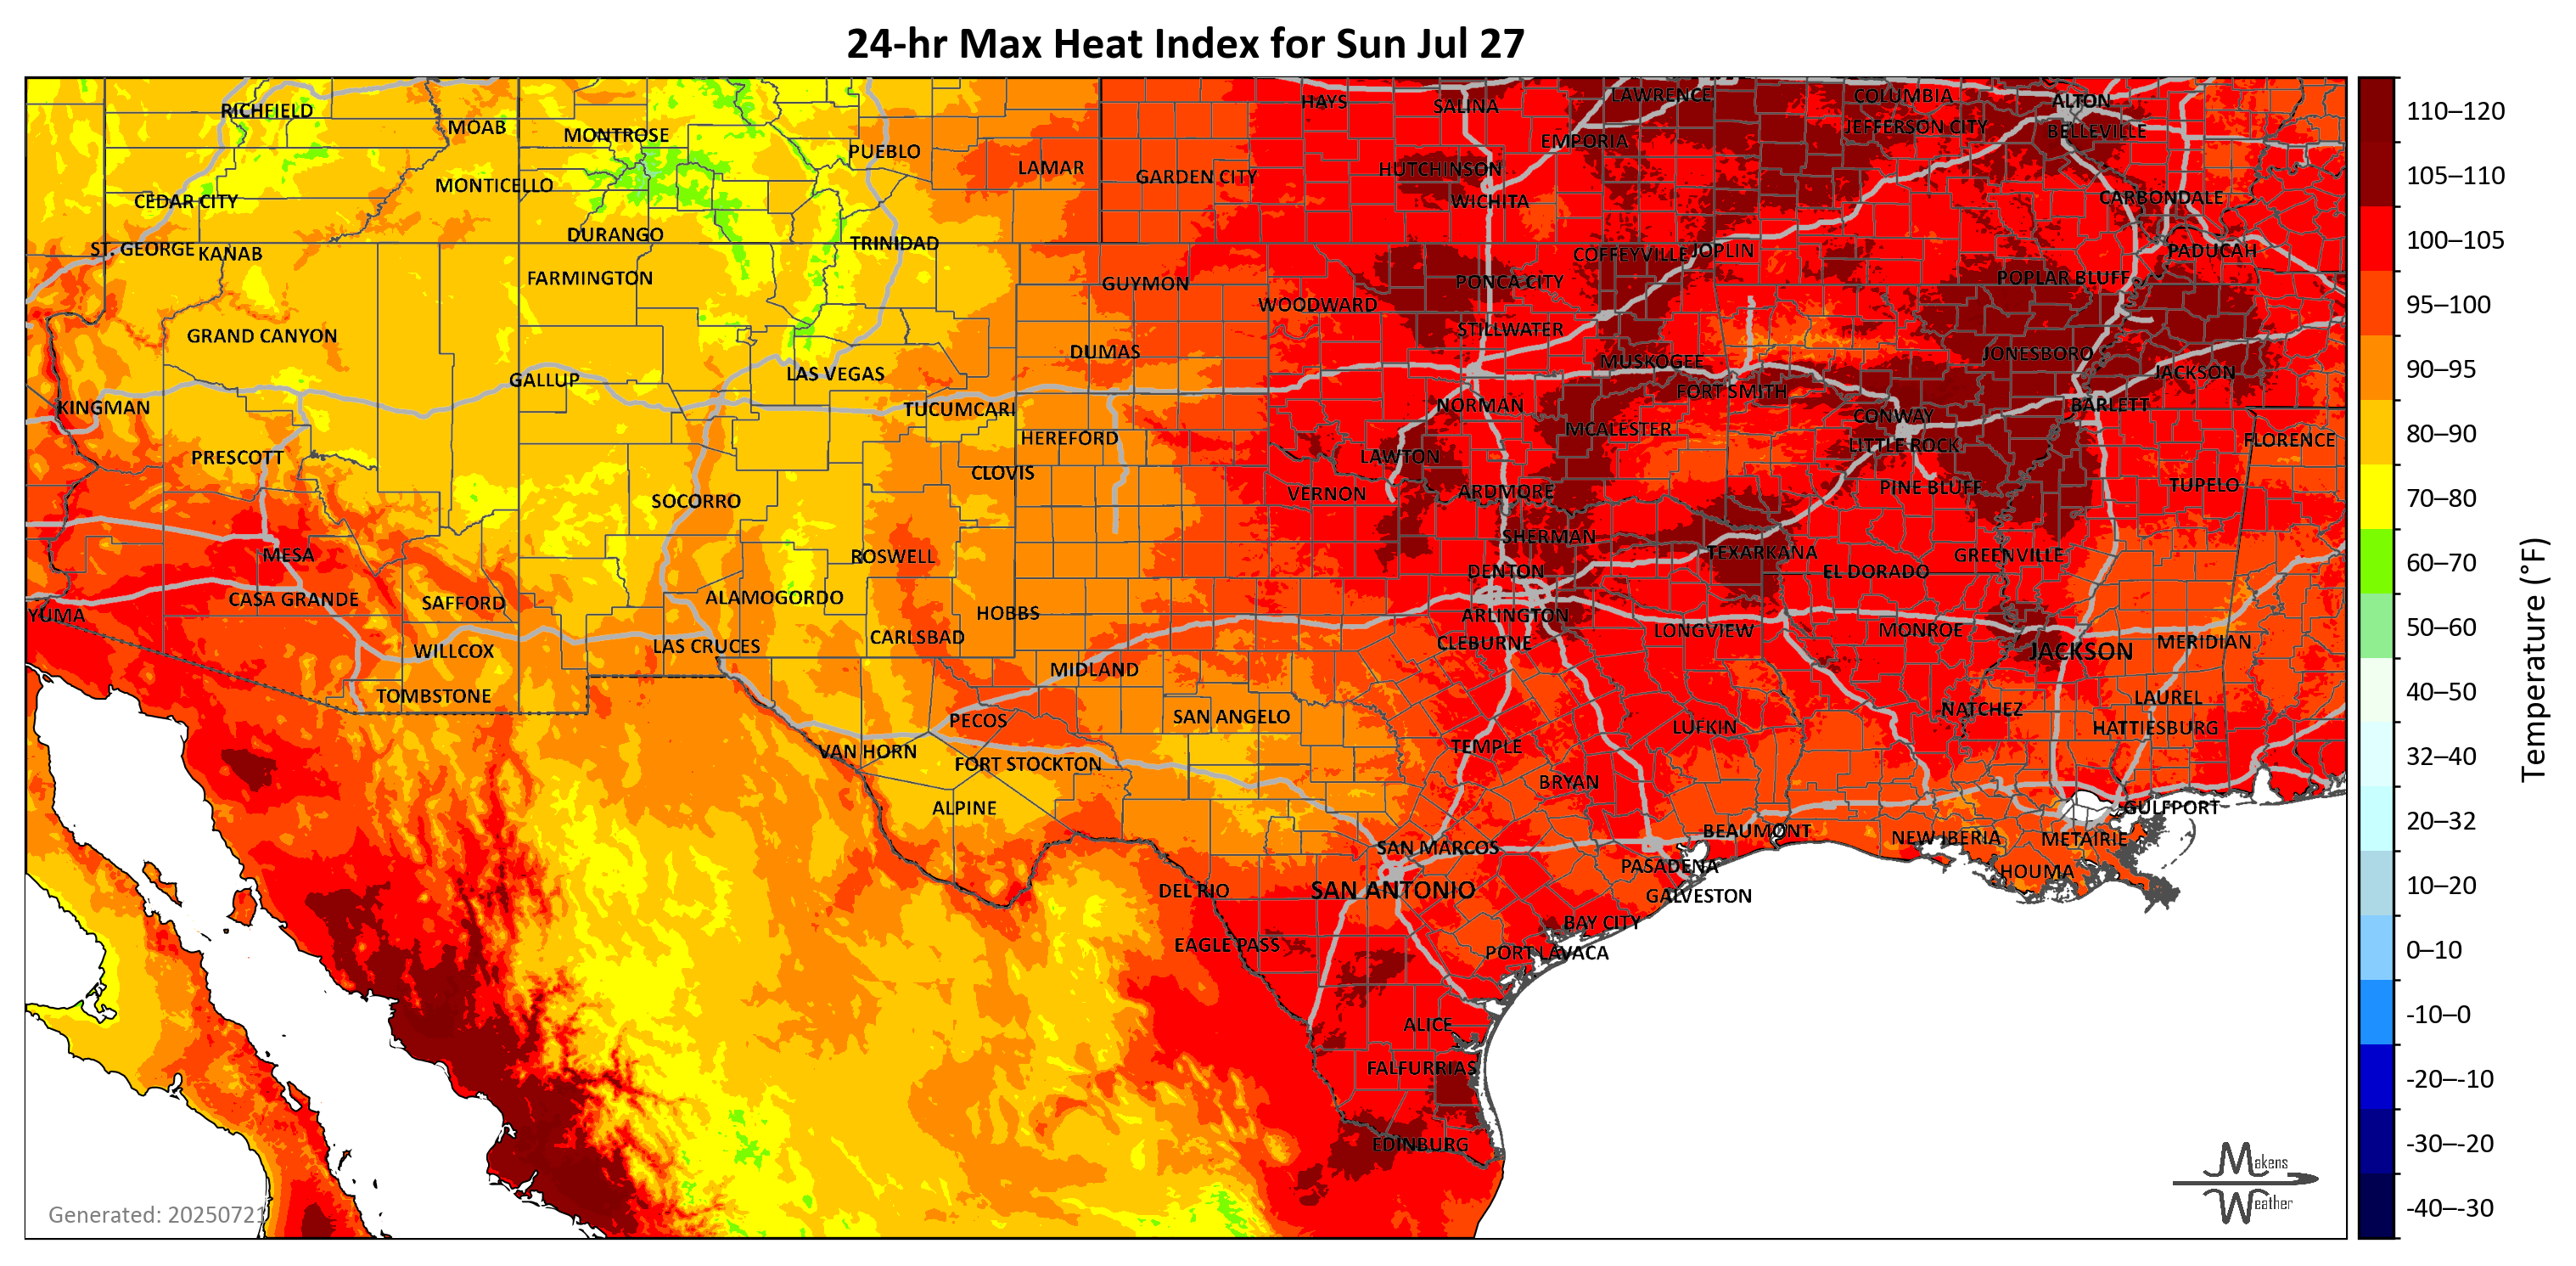 24-hr Max Heat Index for Sun Jul 27
RICHFIELD
MOAB
MONTROSE
PUEBLO
LAMAR
HAYS
SALINA
LAWRENCE
COLUMBIA
ALTON
EMPORIA
JEFFERSON CITY
BELLEVILLE
CEDAR CITY
MONTICELLO
GARDEN CITY
HUTCHINSON
WICHITA
CARBONDALE
ST. GEORGE
KANAB
DURANGO
TRINIDAD
COFFEYVILLE
JOPLIN
PADUCAH
FARMINGTON
GUYMON
WOODWARD
PONCA CITY
POPLAR BLUFF
GRAND CANYON
DUMAS
STILLWATER
MUSKOGEE
JONESBORO
GALLUP
LAS VEGAS
FORT SMITH
JACKSON
KINGMAN
TUCUMCARI
NORMAN
CONWAY
BARLETT
PRESCOTT
HEREFORD
CLOVIS
LAWTON
MCALESTER
LITTLE ROCK
FLORENCE
SOCORRO
VERNON
ARDMORE
PINE BLUFF
TUPELO
MESA
ROSWELL
SHERMAN
TEXARKANA
GREENVILLE
DENTON
EL DORADO
YUMA
CASA GRANDE
SAFFORD
ALAMOGORDO
HOBBS
ARLINGTON
WILLCOX
LAS CRUCES
CARLSBAD
CLEBURNE
LONGVIEW
MONROE
JACKSON
MERIDIAN
TOMBSTONE
MIDLAND
PECOS
SAN ANGELO
LUFKIN
NATCHEZ
LAUREL
HATTIESBURG
VAN HORN
FORT STOCKTON
TEMPLE
BRYAN
ALPINE
GULFPORT
SAN MARCOS
BEAUMONT
NEW IBERIA
METAIRIE
DEL RIO
SAN ANTONIO
PASADENA
GALVESTON
HOUMA
EAGLE PASS
BAY CITY
PORT LAVACA
ALICE
FALFURRIAS
EDINBURG
Generated: 20250721
Makens
Weather
110–120
105–110
100–105
95–100
90–95
80–90
70–80
60–70
50–60
40–50
32–40
20–32
10–20
0–10
-10–0
-20–-10
-30–-20
-40–-30
Temperature (°F)